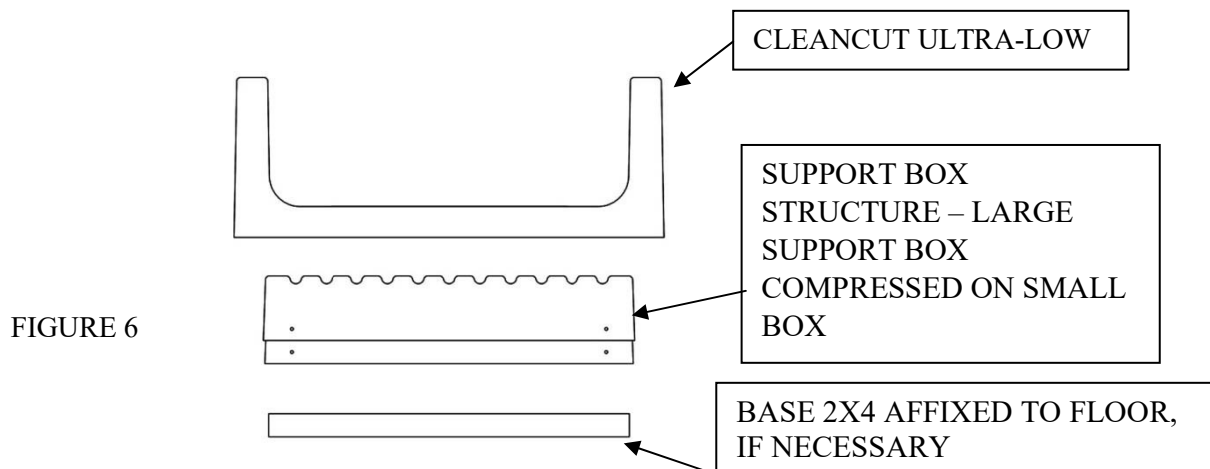 CLEANCUT ULTRA-LOW
SUPPORT BOX
STRUCTURE – LARGE
SUPPORT BOX
COMPRESSED ON SMALL
BOX
FIGURE 6
BASE 2X4 AFFIXED TO FLOOR,
IF NECESSARY